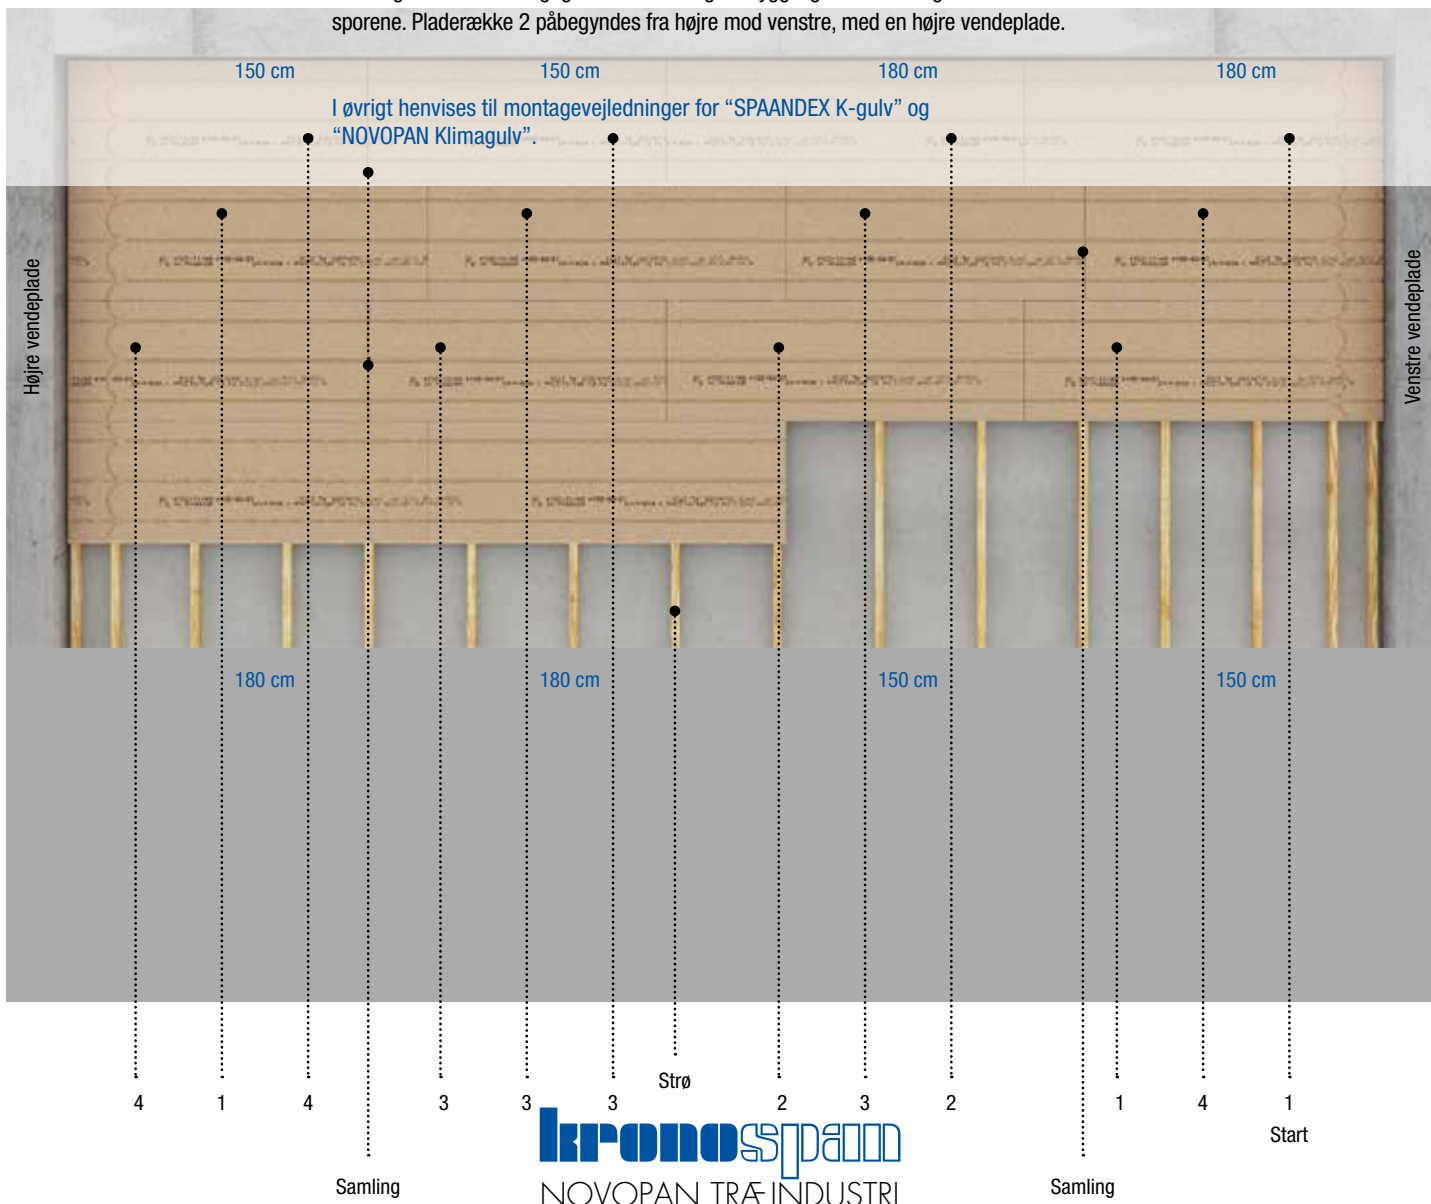 sporene. Pladerække 2 påbegyndes fra højre mod venstre, med en højre vendeplade.
150 cm 150 cm 180 cm 180 cm
I øvrigt henvises til montagevejledninger for “SPAANDEX K-gulv” og
“NOVOPAN Klimagulv”.
Højre vendeplade
Venstre vendeplade
180 cm 180 cm 150 cm 150 cm
Strø
4 1 4 3 3 3 2 3 2 1 4 1
Start
kronospan
Samling Samling
NOVOPAN TRÆINDUSTRI